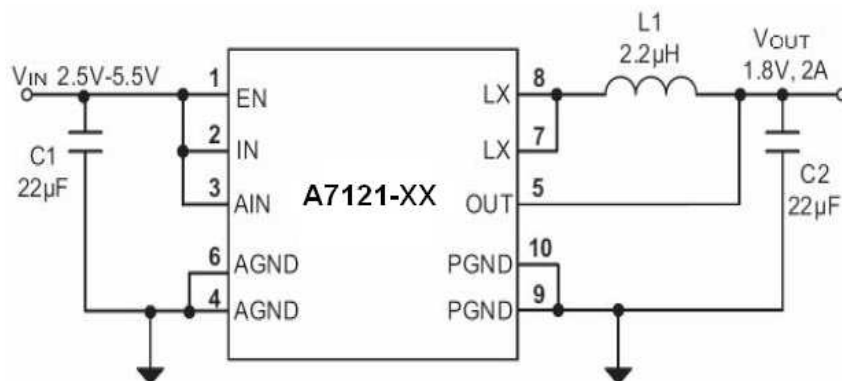 L1
2.2µH
VOUT
1.8V, 2A
VIN 2.5V-5.5V
1
EN
2
IN
3
AIN
6
AGND
4
AGND
C1
22µF
A7121-XX
8
LX
7
LX
5
OUT
10
PGND
9
PGND
C2
22µF